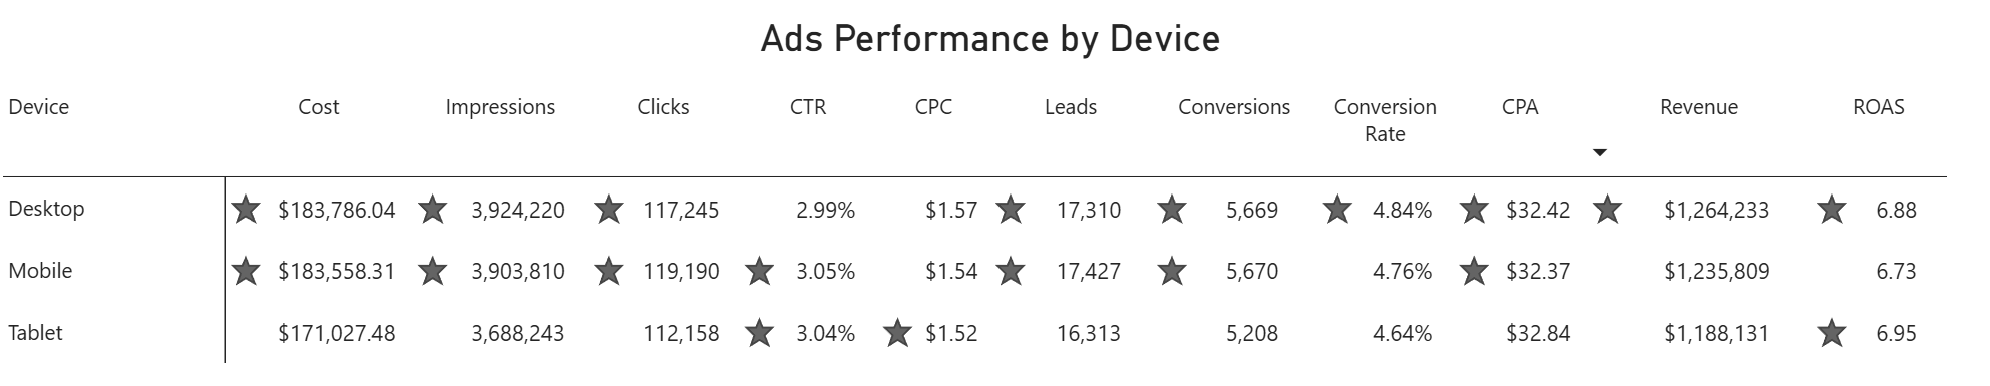 Ads Performance by Device
Device Cost Impressions Clicks CTR CPC Leads Conversions Conversion Rate CPA Revenue ROAS
Desktop $183,786.04 3,924,220 117,245 2.99% $1.57 17,310 5,669 4.84% $32.42 $1,264,233 6.88
Mobile $183,558.31 3,903,810 119,190 3.05% $1.54 17,427 5,670 4.76% $32.37 $1,235,809 6.73
Tablet $171,027.48 3,688,243 112,158 3.04% $1.52 16,313 5,208 4.64% $32.84 $1,188,131 6.95